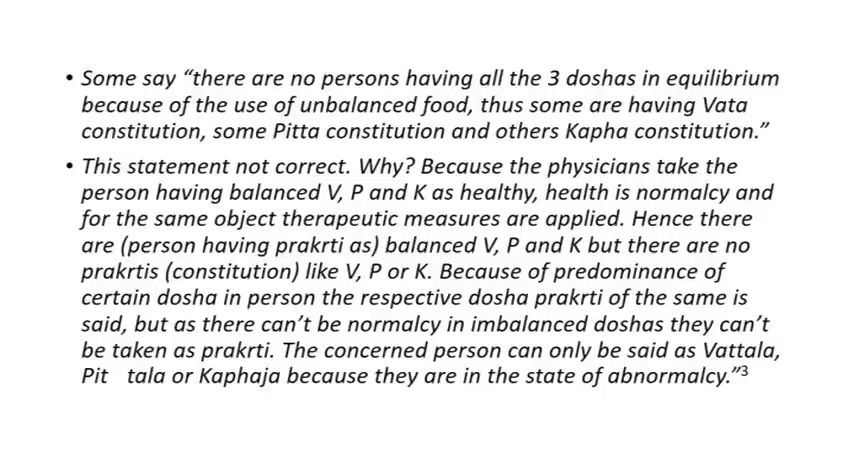 • Some say “there are no persons having all the 3 doshas in equilibrium
because of the use of unbalanced food, thus some are having Vata
constitution, some Pitta constitution and others Kapha constitution.”
• This statement not correct. Why? Because the physicians take the
person having balanced V, P and K as healthy, health is normalcy and
for the same object therapeutic measures are applied. Hence there
are (person having prakrti as) balanced V, P and K but there are no
prakrtis (constitution) like V, P or K. Because of predominance of
certain dosha in person the respective dosha prakrti of the same is
said, but as there can’t be normalcy in imbalanced doshas they can’t
be taken as prakrti. The concerned person can only be said as Vattala,
Pit tala or Kaphaja because they are in the state of abnormalcy.”3